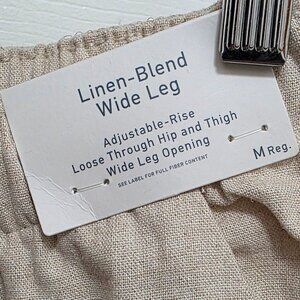 Linen-Blend
Wide Leg
Adjustable-Rise
Loose Through Hip and Thigh
Wide Leg Opening
SEE LABEL FOR FULL FIBER CONTENT
M Reg.